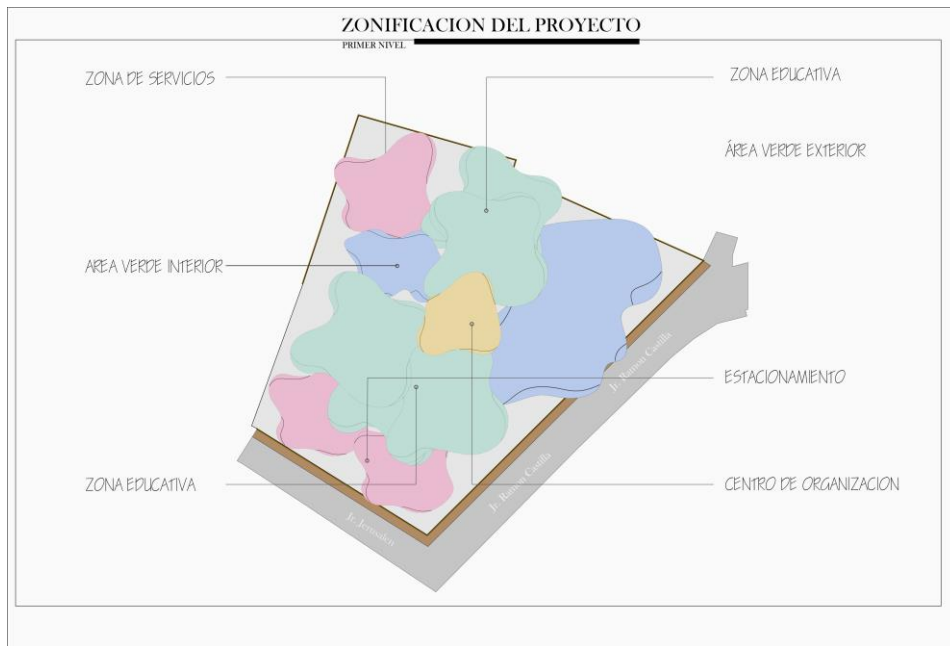 ZONIFICACION DEL PROYECTO
PRIMER NIVEL
ZONA DE SERVICIOS
ZONA EDUCATIVA
ÁREA VERDE EXTERIOR
AREA VERDE INTERIOR
Jr. Ramon Castilla
ESTACIONAMIENTO
ZONA EDUCATIVA
Jr. Ramon Castilla
CENTRO DE ORGANIZACION
Jr. Jerusalen